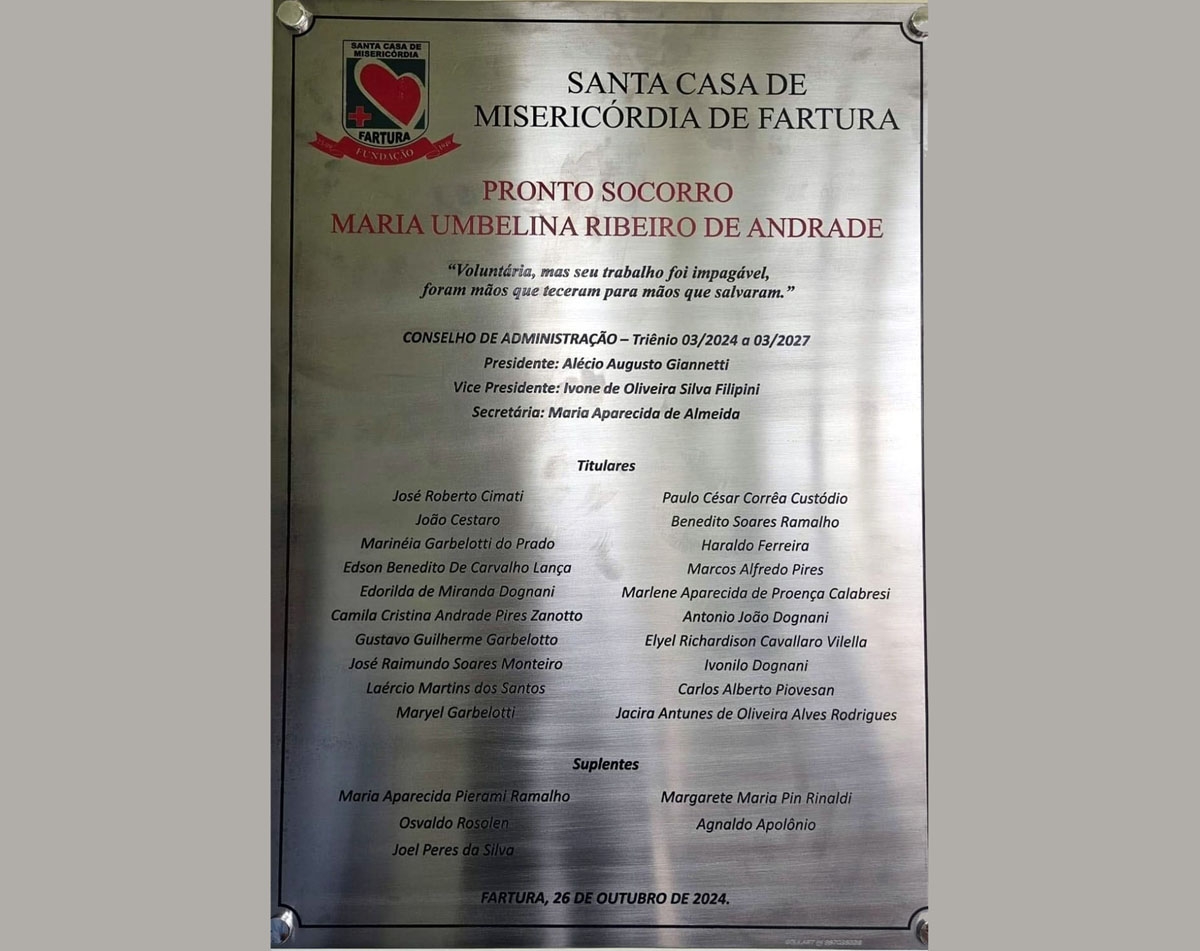 SANTA CASA DE
MISERICÓRDIA
FARTURA
FUNDAÇÃO
SANTA CASA DE
MISERICÓRDIA DE FARTURA
PRONTO SOCORRO
MARIA UMBELINA RIBEIRO DE ANDRADE
“Voluntária, mas seu trabalho foi impagável,
foram mãos que teceram para mãos que salvaram.”
CONSELHO DE ADMINISTRAÇÃO – Triênio 03/2024 a 03/2027
Presidente: Alécio Augusto Giannetti
Vice Presidente: Ivone de Oliveira Silva Filipini
Secretária: Maria Aparecida de Almeida
Titulares
José Roberto Cimati
João Cestaro
Marinéia Garbelotti do Prado
Edson Benedito De Carvalho Lança
Edorilda de Miranda Dognani
Camila Cristina Andrade Pires Zanotto
Gustavo Guilherme Garbelotto
José Raimundo Soares Monteiro
Laércio Martins dos Santos
Maryel Garbelotti
Paulo César Corrêa Custódio
Benedito Soares Ramalho
Haraldo Ferreira
Marcos Alfredo Pires
Marlene Aparecida de Proença Calabresi
Antonio João Dognani
Elyel Richardison Cavallaro Vilella
Ivonilo Dognani
Carlos Alberto Piovesan
Jacira Antunes de Oliveira Alves Rodrigues
Suplentes
Maria Aparecida Pierami Ramalho
Osvaldo Rosolen
Joel Peres da Silva
Margarete Maria Pin Rinaldi
Agnaldo Apolônio
FARTURA, 26 DE OUTUBRO DE 2024.